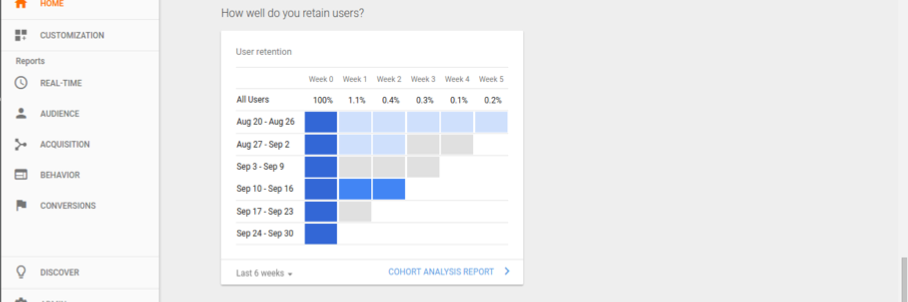 HOME
CUSTOMIZATION
Reports
REAL-TIME
AUDIENCE
ACQUISITION
BEHAVIOR
CONVERSIONS
DISCOVER
How well do you retain users?
User retention
Week 0 Week 1 Week 2 Week 3 Week 4 Week 5
All Users 100% 1.1% 0.4% 0.3% 0.1% 0.2%
Aug 20 - Aug 26
Aug 27 - Sep 2
Sep 3 - Sep 9
Sep 10 - Sep 16
Sep 17 - Sep 23
Sep 24 - Sep 30
Last 6 weeks
COHORT ANALYSIS REPORT